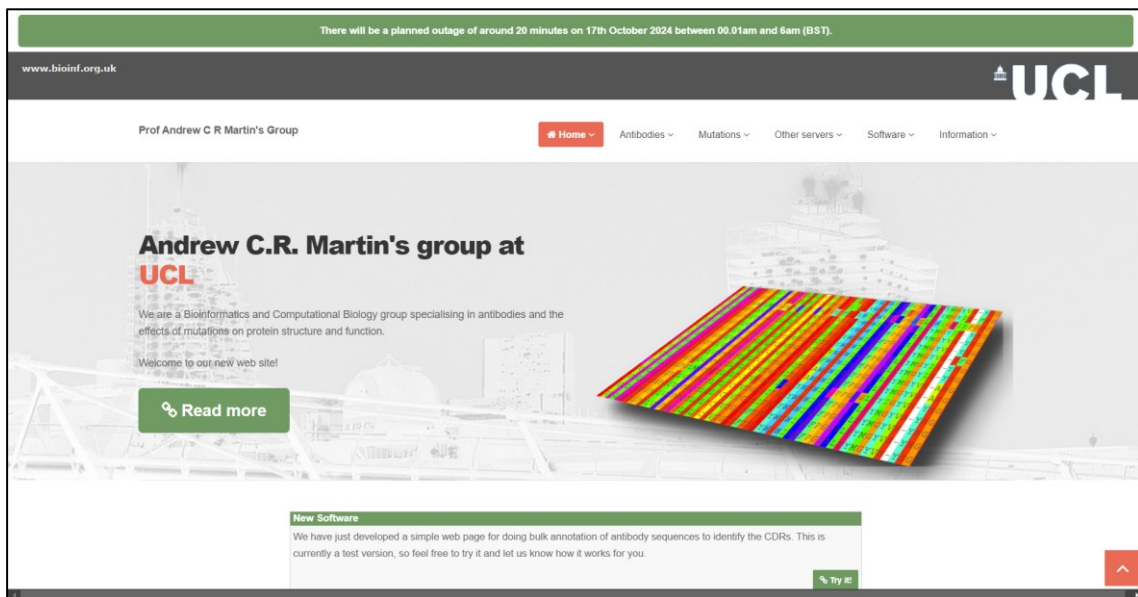 There will be a planned outage of around 20 minutes on 17th October 2024 between 00.01am and 6am (BST).
www.bioinf.org.uk
UCL
Prof Andrew C R Martin's Group
Home
Antibodies
Mutations
Other servers
Software
Information
Andrew C.R. Martin's group at
UCL
We are a Bioinformatics and Computational Biology group specialising in antibodies and the
effects of mutations on protein structure and function.
Welcome to our new web site!
Read more
New Software
We have just developed a simple web page for doing bulk annotation of antibody sequences to identify the CDRs. This is
currently a test version, so feel free to try it and let us know how it works for you.
Try it!